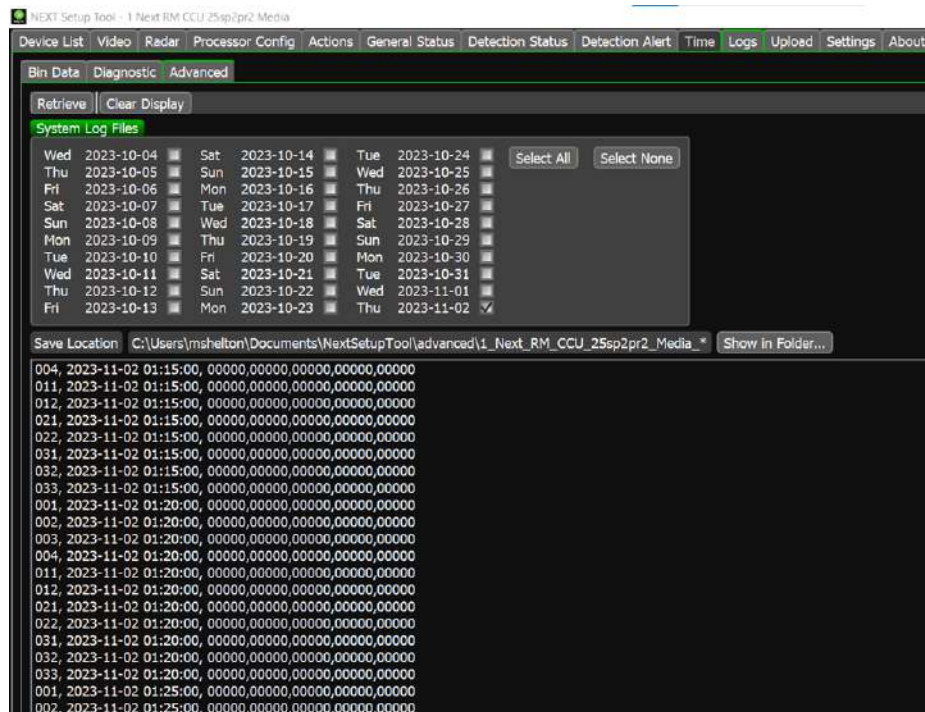 NEXT Setup Tool - 1 Next RM CCU 25sp2pr2 Media
Device List Video Radar Processor Config Actions General Status Detection Status Detection Alert Time Logs Upload Settings About
Bin Data Diagnostic Advanced
Retrieve Clear Display
System Log Files
Wed 2023-10-04 Sat 2023-10-14 Tue 2023-10-24 Select All Select None
Thu 2023-10-05 Sun 2023-10-15 Wed 2023-10-25
Fri 2023-10-06 Mon 2023-10-16 Thu 2023-10-26
Sat 2023-10-07 Tue 2023-10-17 Fri 2023-10-27
Sun 2023-10-08 Wed 2023-10-18 Sat 2023-10-28
Mon 2023-10-09 Thu 2023-10-19 Sun 2023-10-29
Tue 2023-10-10 Fri 2023-10-20 Mon 2023-10-30
Wed 2023-10-11 Sat 2023-10-21 Tue 2023-10-31
Thu 2023-10-12 Sun 2023-10-22 Wed 2023-11-01
Fri 2023-10-13 Mon 2023-10-23 Thu 2023-11-02
Save Location C:\Users\mshelton\Documents\NextSetupTool\advanced\1_Next_RM_CCU_25sp2pr2_Media_* Show in Folder...
004, 2023-11-02 01:15:00, 00000,00000,00000,00000,00000
011, 2023-11-02 01:15:00, 00000,00000,00000,00000,00000
012, 2023-11-02 01:15:00, 00000,00000,00000,00000,00000
021, 2023-11-02 01:15:00, 00000,00000,00000,00000,00000
022, 2023-11-02 01:15:00, 00000,00000,00000,00000,00000
031, 2023-11-02 01:15:00, 00000,00000,00000,00000,00000
032, 2023-11-02 01:15:00, 00000,00000,00000,00000,00000
033, 2023-11-02 01:15:00, 00000,00000,00000,00000,00000
001, 2023-11-02 01:20:00, 00000,00000,00000,00000,00000
002, 2023-11-02 01:20:00, 00000,00000,00000,00000,00000
003, 2023-11-02 01:20:00, 00000,00000,00000,00000,00000
004, 2023-11-02 01:20:00, 00000,00000,00000,00000,00000
011, 2023-11-02 01:20:00, 00000,00000,00000,00000,00000
012, 2023-11-02 01:20:00, 00000,00000,00000,00000,00000
021, 2023-11-02 01:20:00, 00000,00000,00000,00000,00000
022, 2023-11-02 01:20:00, 00000,00000,00000,00000,00000
031, 2023-11-02 01:20:00, 00000,00000,00000,00000,00000
032, 2023-11-02 01:20:00, 00000,00000,00000,00000,00000
033, 2023-11-02 01:20:00, 00000,00000,00000,00000,00000
001, 2023-11-02 01:25:00, 00000,00000,00000,00000,00000
002, 2023-11-02 01:25:00, 00000,00000,00000,00000,00000